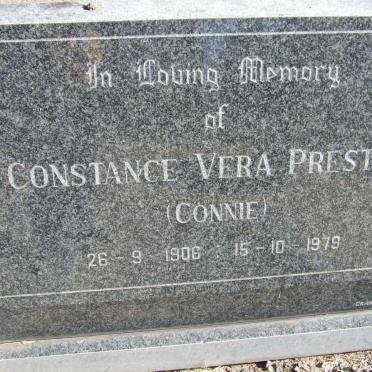 In Loving Memory
of
CONSTANCE VERA PREST
(CONNIE)
26 - 9 1906 : 15 - 10 - 1979